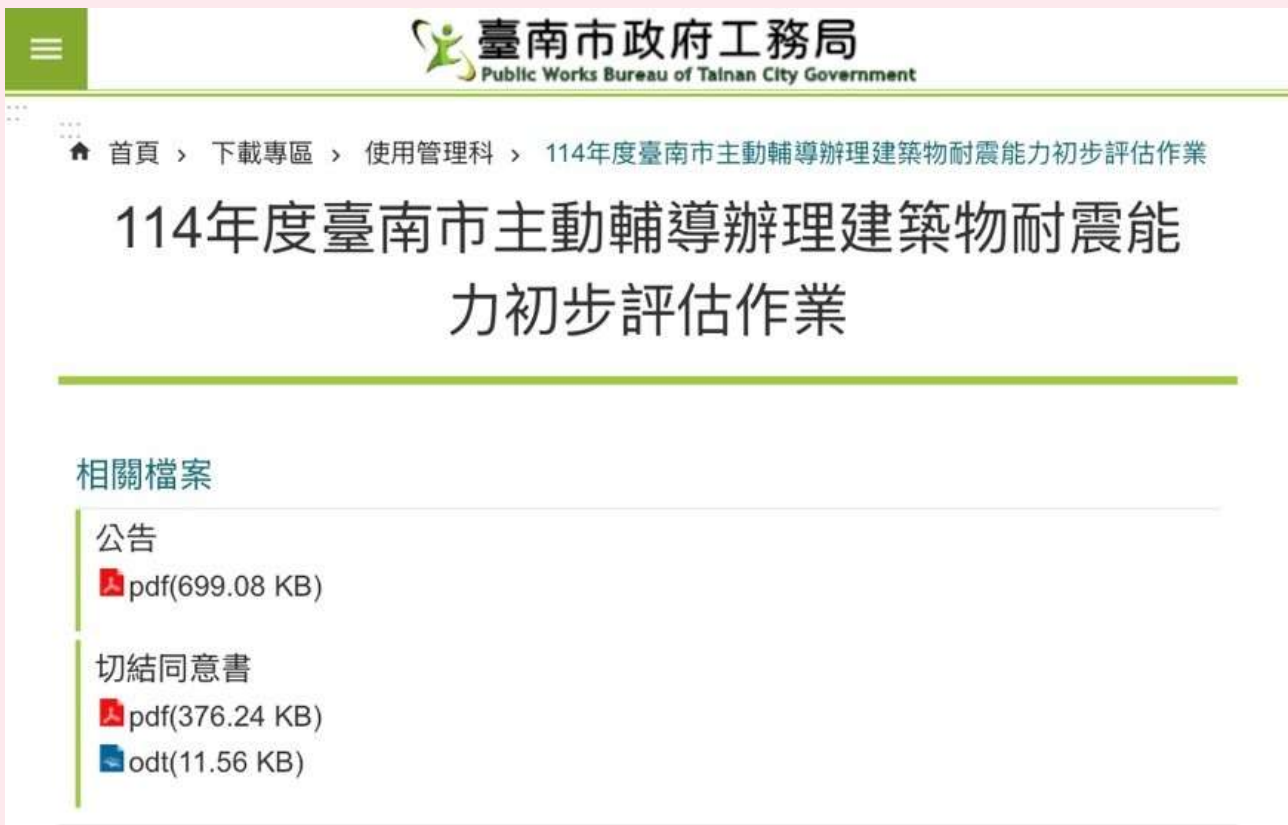 臺南市政府工務局
Public Works Bureau of Tainan City Government
首頁 › 下載專區 › 使用管理科 › 114年度臺南市主動輔導辦理建築物耐震能力初步評估作業
114年度臺南市主動輔導辦理建築物耐震能
力初步評估作業
相關檔案
公告
pdf(699.08 KB)
切結同意書
pdf(376.24 KB)
odt(11.56 KB)